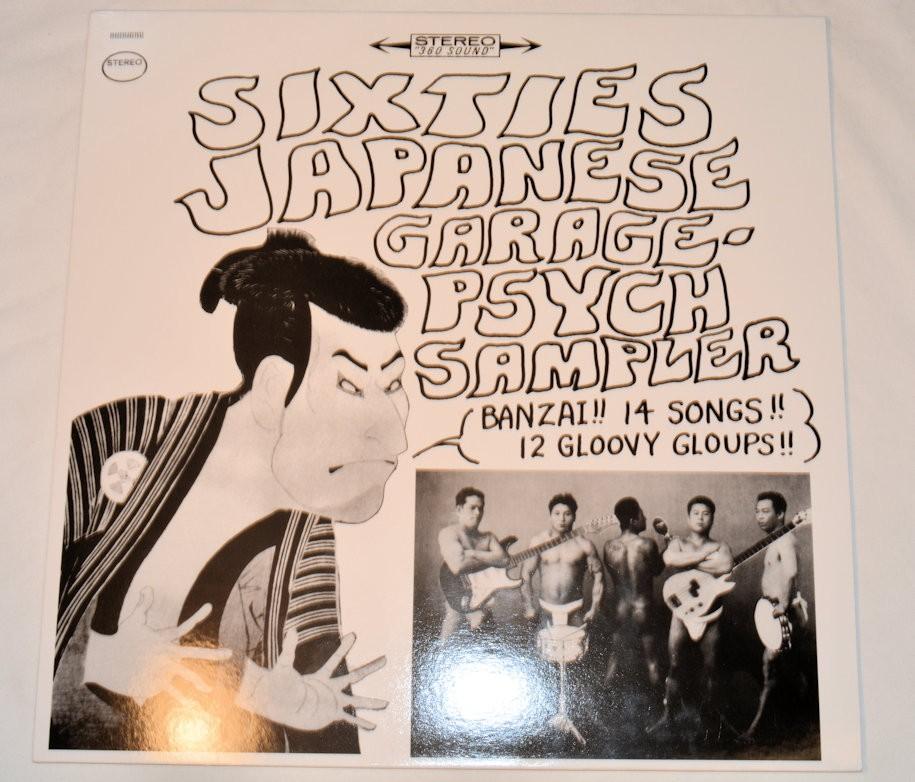 STEREO
"360 SOUND"
STEREO
SIXTIES
JAPANESE
GARAGE-
PSYCH
SAMPLER
BANZAI!! 14 SONGS!!
12 GLOOVY GLOUPS!!